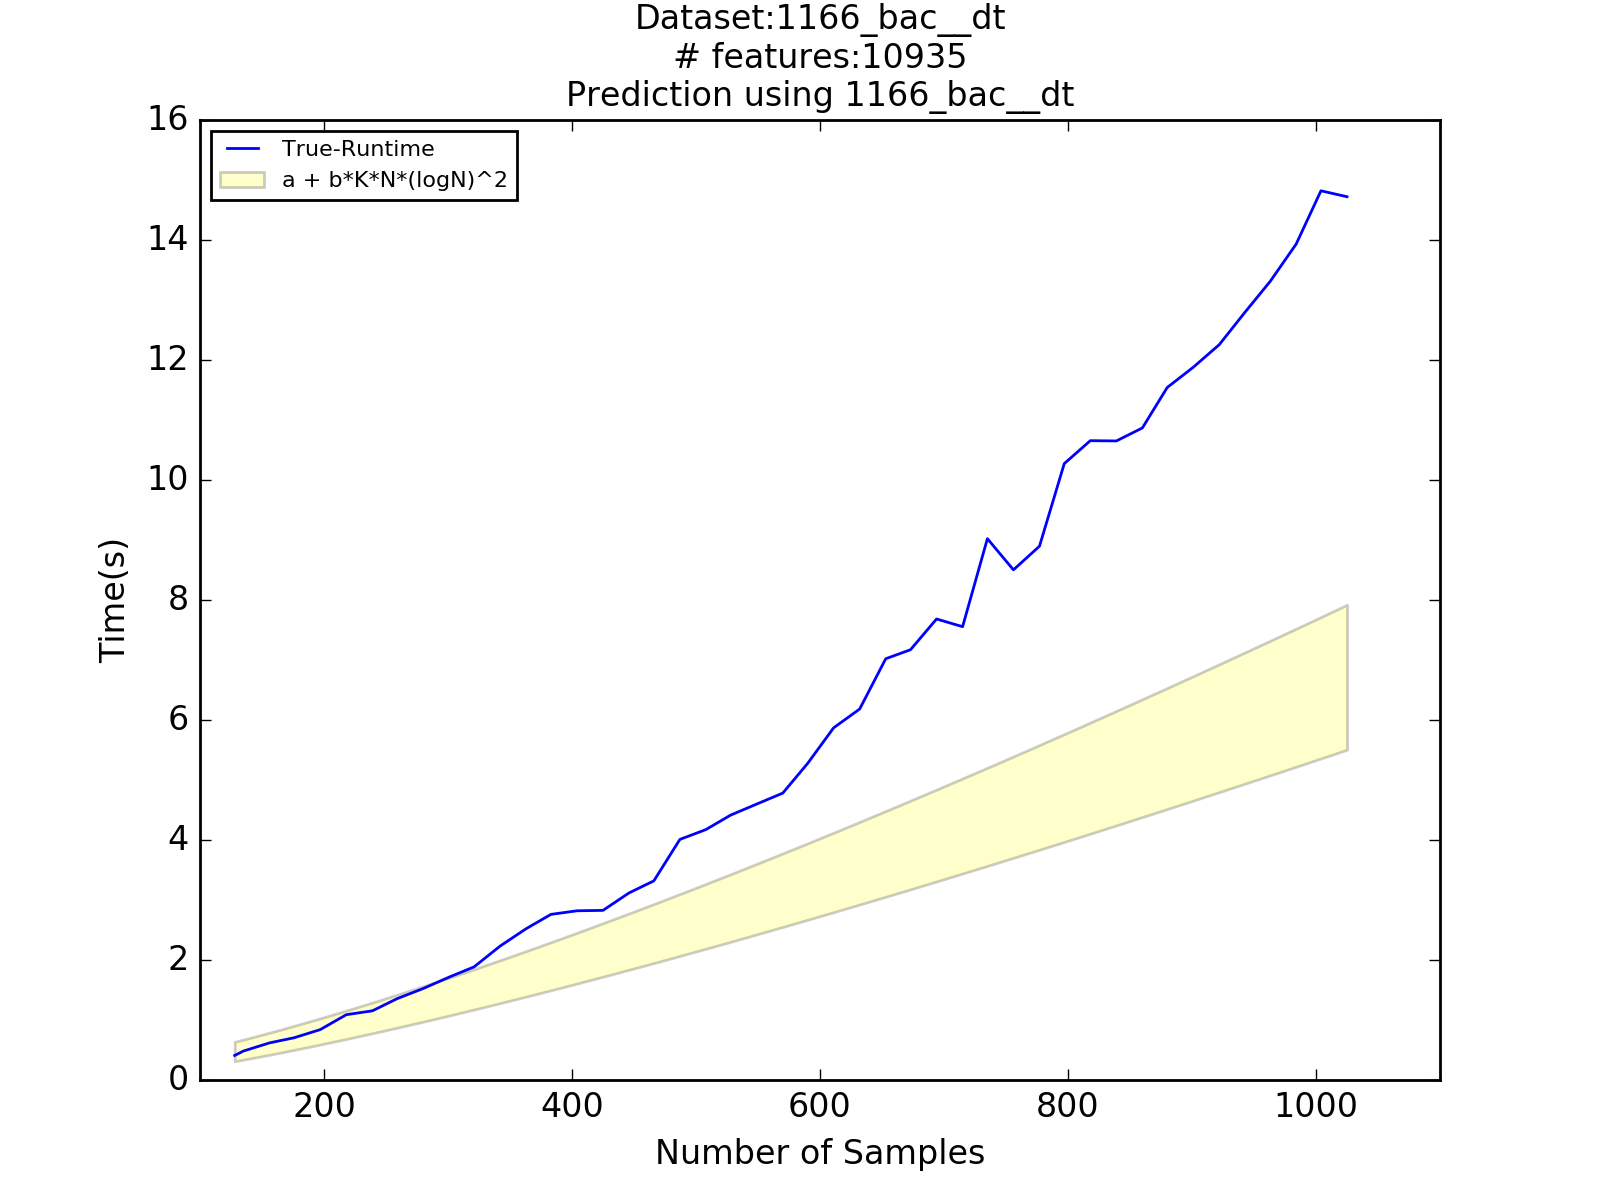 Dataset:1166_bac__dt
# features:10935
Prediction using 1166_bac__dt
True-Runtime
a + b*K*N*(logN)^2
16
14
12
10
8
6
4
2
0
Time(s)
200 400 600 800 1000
Number of Samples